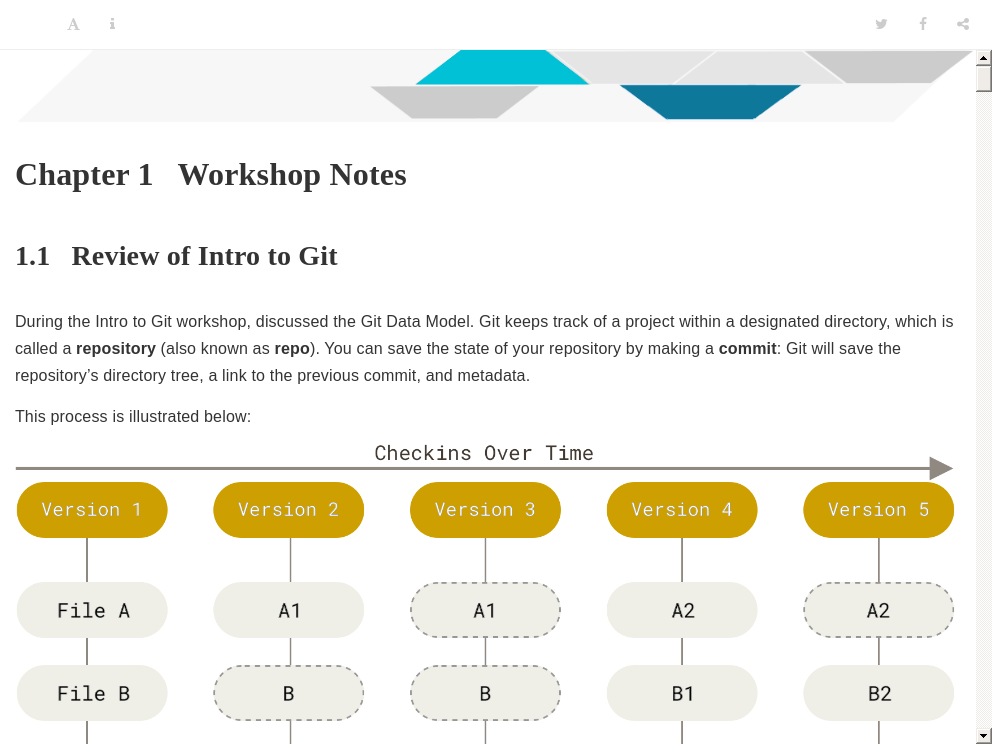 Chapter 1 Workshop Notes
1.1 Review of Intro to Git
During the Intro to Git workshop, discussed the Git Data Model. Git keeps track of a project within a designated directory, which is
called a repository (also known as repo). You can save the state of your repository by making a commit: Git will save the
repository’s directory tree, a link to the previous commit, and metadata.
This process is illustrated below:
Checkins Over Time
Version 1 Version 2 Version 3 Version 4 Version 5
File A A1 A1 A2 A2
File B B B B1 B2